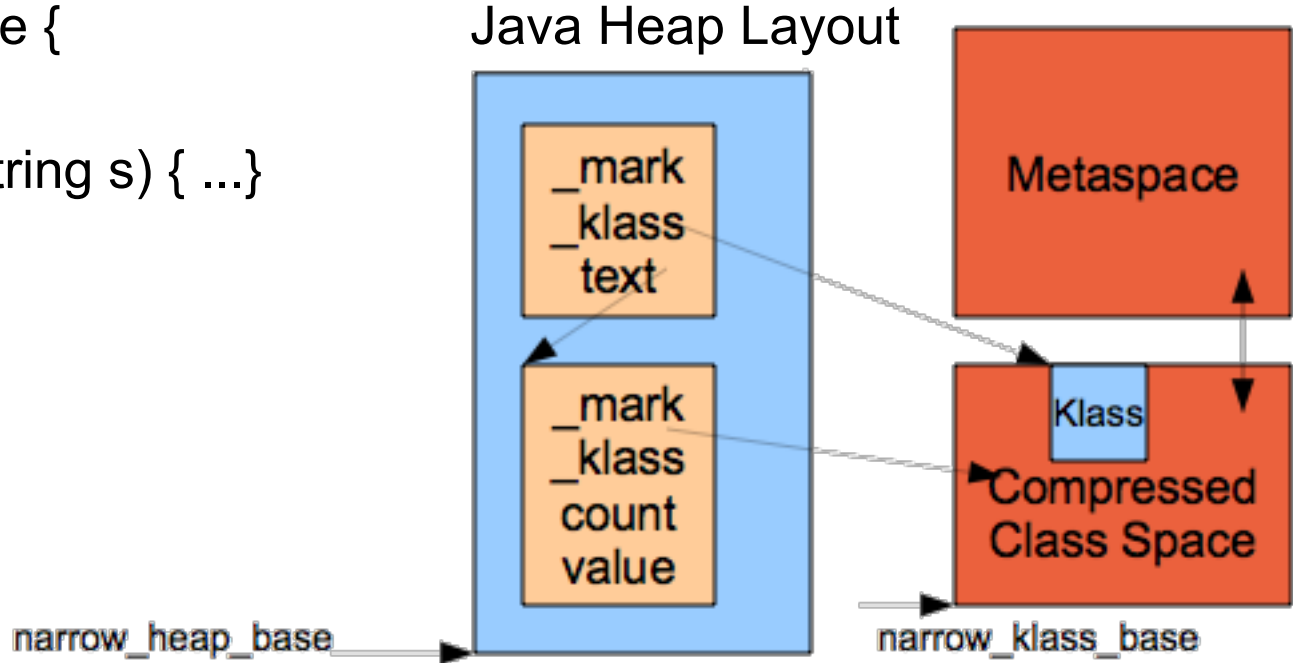 e {
tring s) { ...}
Java Heap Layout
_mark
_klass
text
_mark
_klass
count
value
Metaspace
Klass
Compressed
Class Space
narrow_heap_base
narrow_klass_base